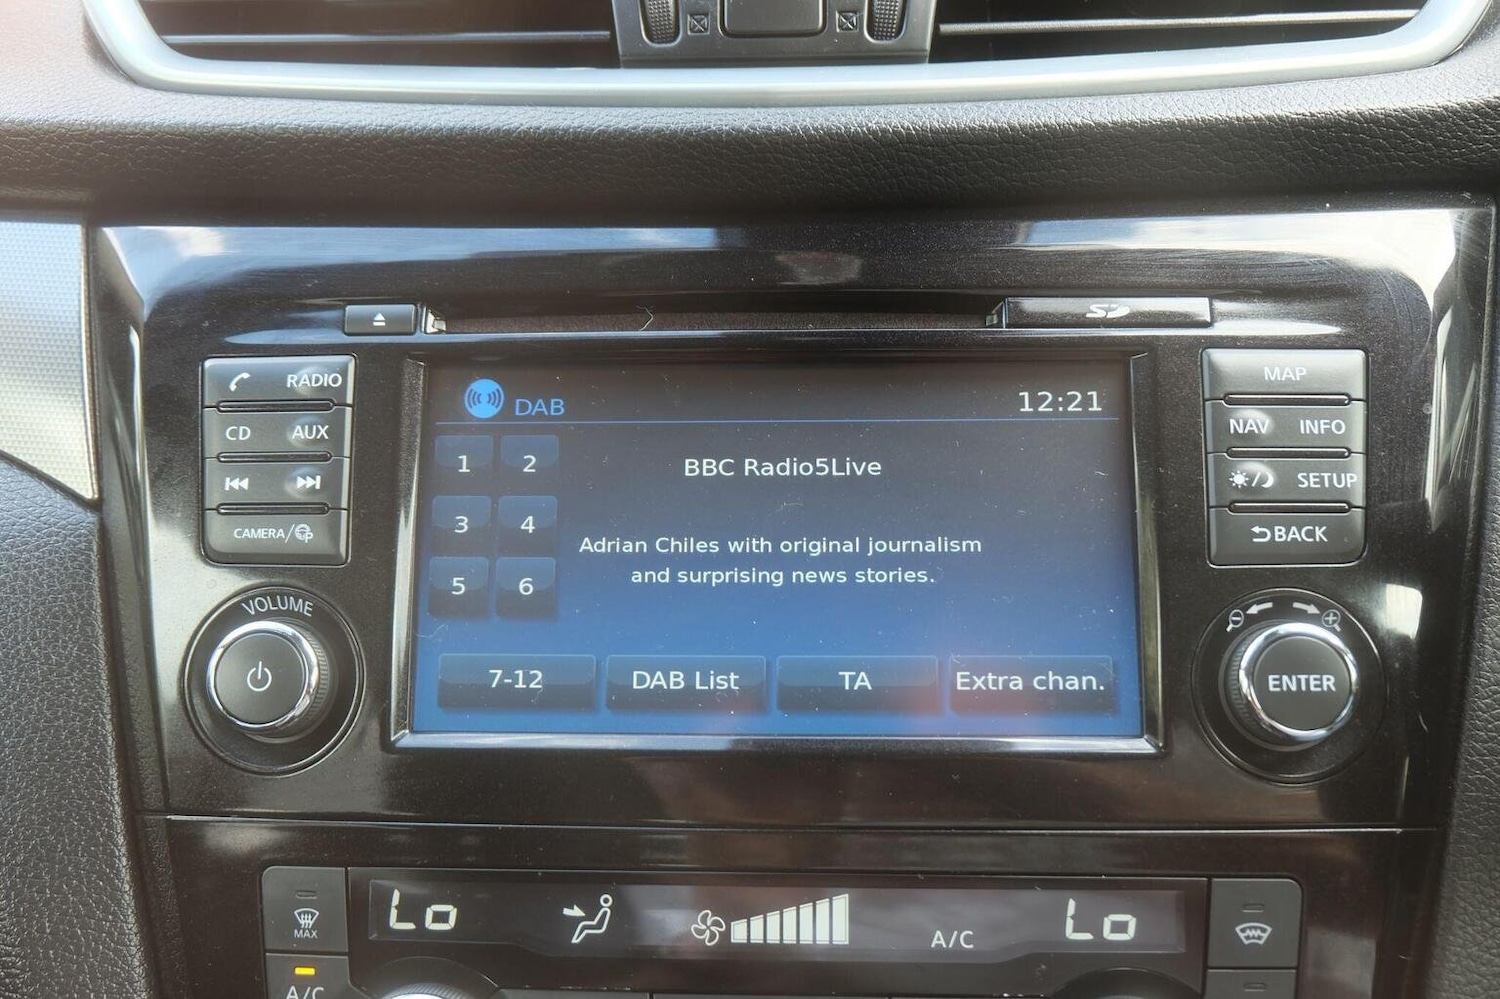 SD
RADIO
CD AUX
CAMERA/
VOLUME
DAB
12:21
1 2
3 4
5 6
BBC Radio5Live
Adrian Chiles with original journalism
and surprising news stories.
7-12 DAB List TA Extra chan.
MAP
NAV INFO
SETUP
BACK
ENTER
MAX
Lo
A/C
Lo
A/C